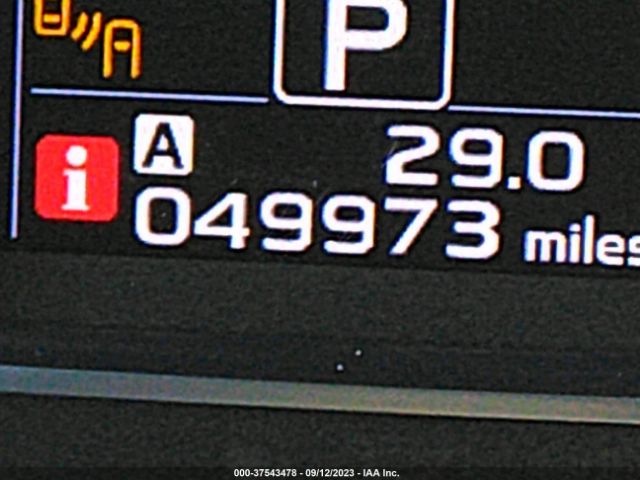 P
A 29.0
i 049973 miles
000-37543478 - 09/12/2023 - IAA Inc.